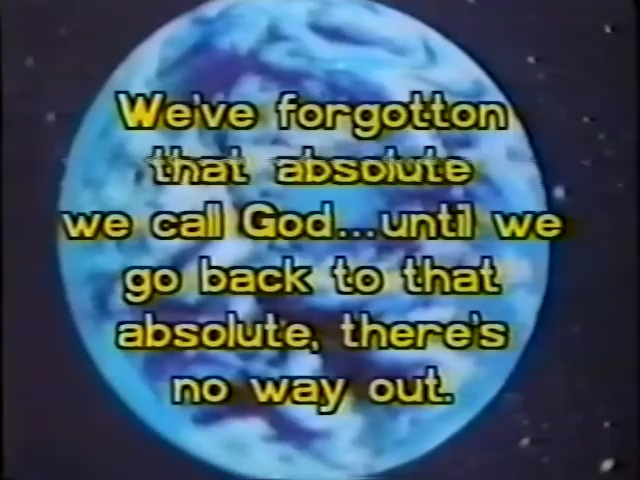 We've forgotton
that absolute
we call God...until we
go back to that
absolute, there's
no way out.